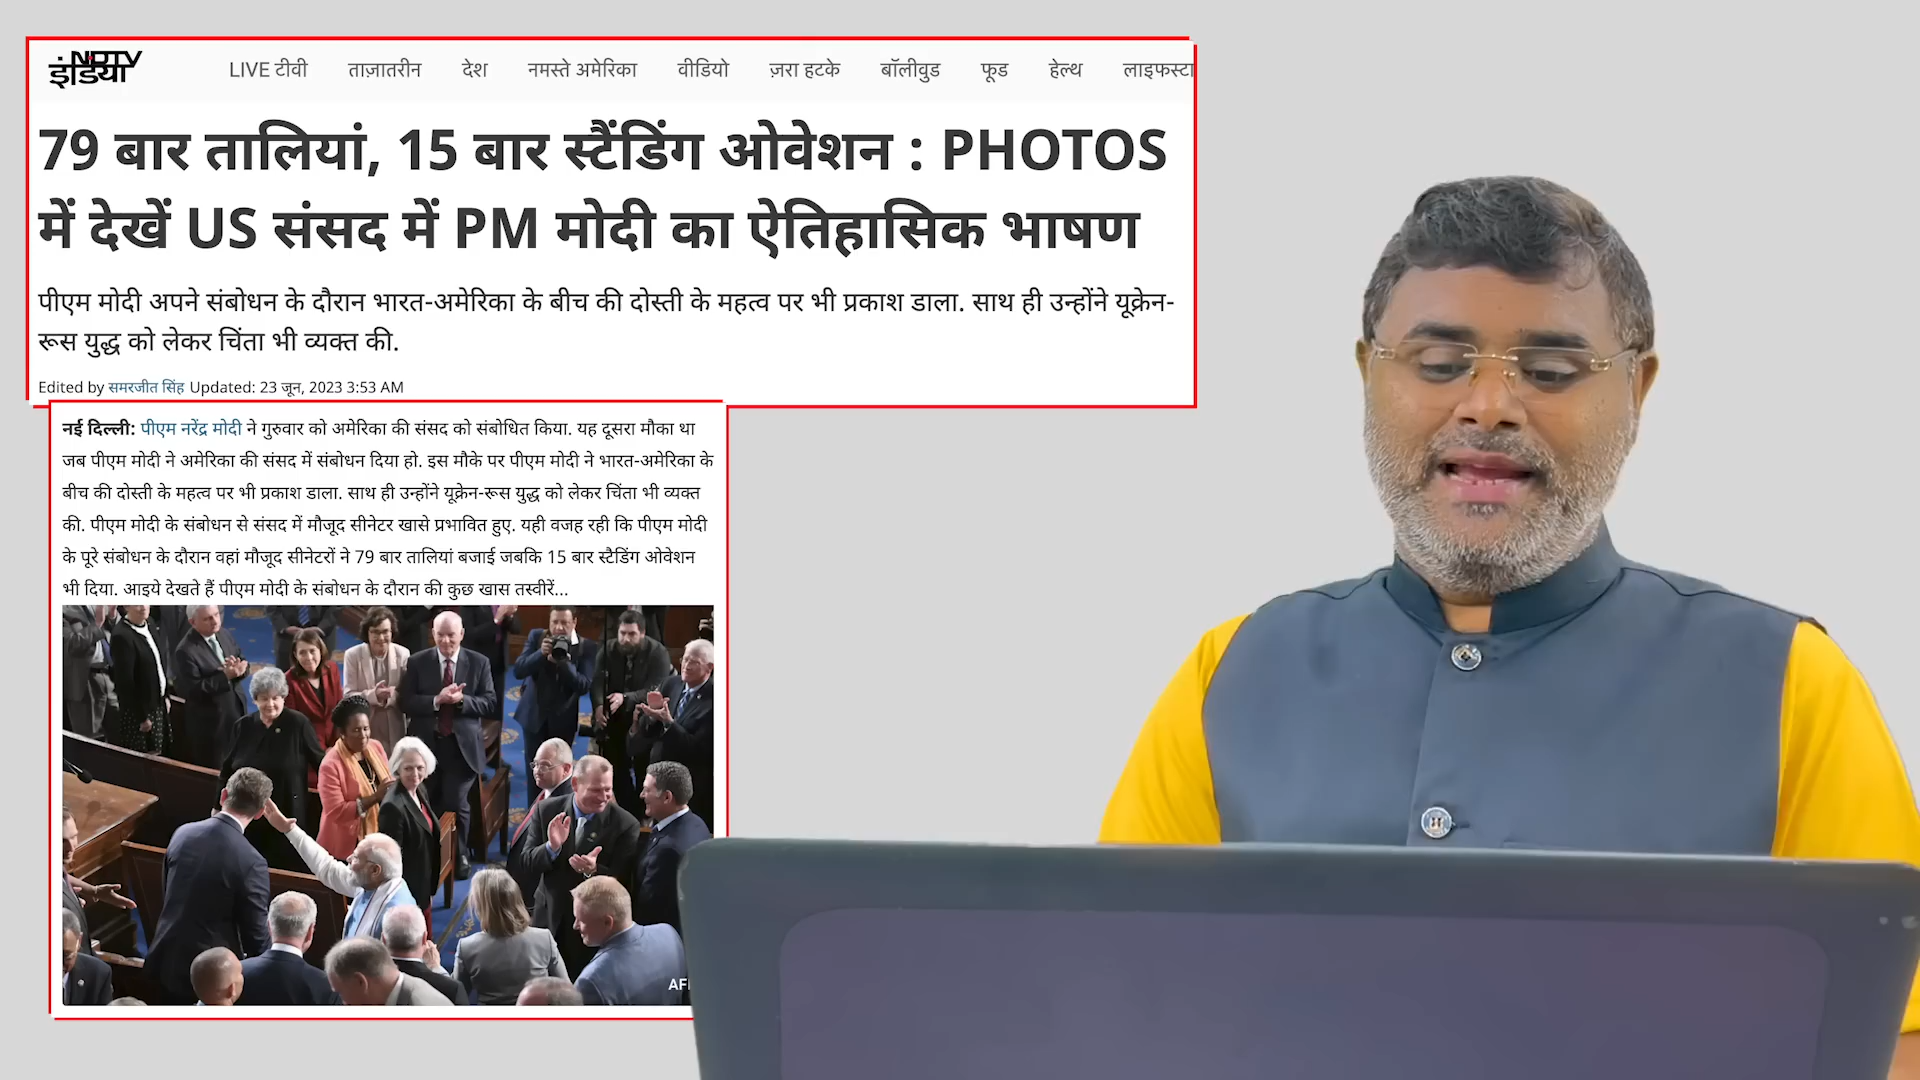 NDTV
इंडिया
LIVE टीवी ताज़ातरीन देश नमस्ते अमेरिका वीडियो ज़रा हटके बॉलीवुड फूड हेल्थ लाइफस्टा
79 बार तालियां, 15 बार स्टैंडिंग ओवेशन : PHOTOS
में देखें US संसद में PM मोदी का ऐतिहासिक भाषण
पीएम मोदी अपने संबोधन के दौरान भारत-अमेरिका के बीच की दोस्ती के महत्व पर भी प्रकाश डाला. साथ ही उन्होंने यूक्रेन-
रूस युद्ध को लेकर चिंता भी व्यक्त की.
Edited by समरजीत सिंह Updated: 23 जून, 2023 3:53 AM
नई दिल्ली: पीएम नरेंद्र मोदी ने गुरुवार को अमेरिका की संसद को संबोधित किया. यह दूसरा मौका था
जब पीएम मोदी ने अमेरिका की संसद में संबोधन दिया हो. इस मौके पर पीएम मोदी ने भारत-अमेरिका के
बीच की दोस्ती के महत्व पर भी प्रकाश डाला. साथ ही उन्होंने यूक्रेन-रूस युद्ध को लेकर चिंता भी व्यक्त
की. पीएम मोदी के संबोधन से संसद में मौजूद सीनेटर खासे प्रभावित हुए. यही वजह रही कि पीएम मोदी
के पूरे संबोधन के दौरान वहां मौजूद सीनेटरों ने 79 बार तालियां बजाई जबकि 15 बार स्टैडिंग ओवेशन
भी दिया. आइये देखते हैं पीएम मोदी के संबोधन के दौरान की कुछ खास तस्वीरें...